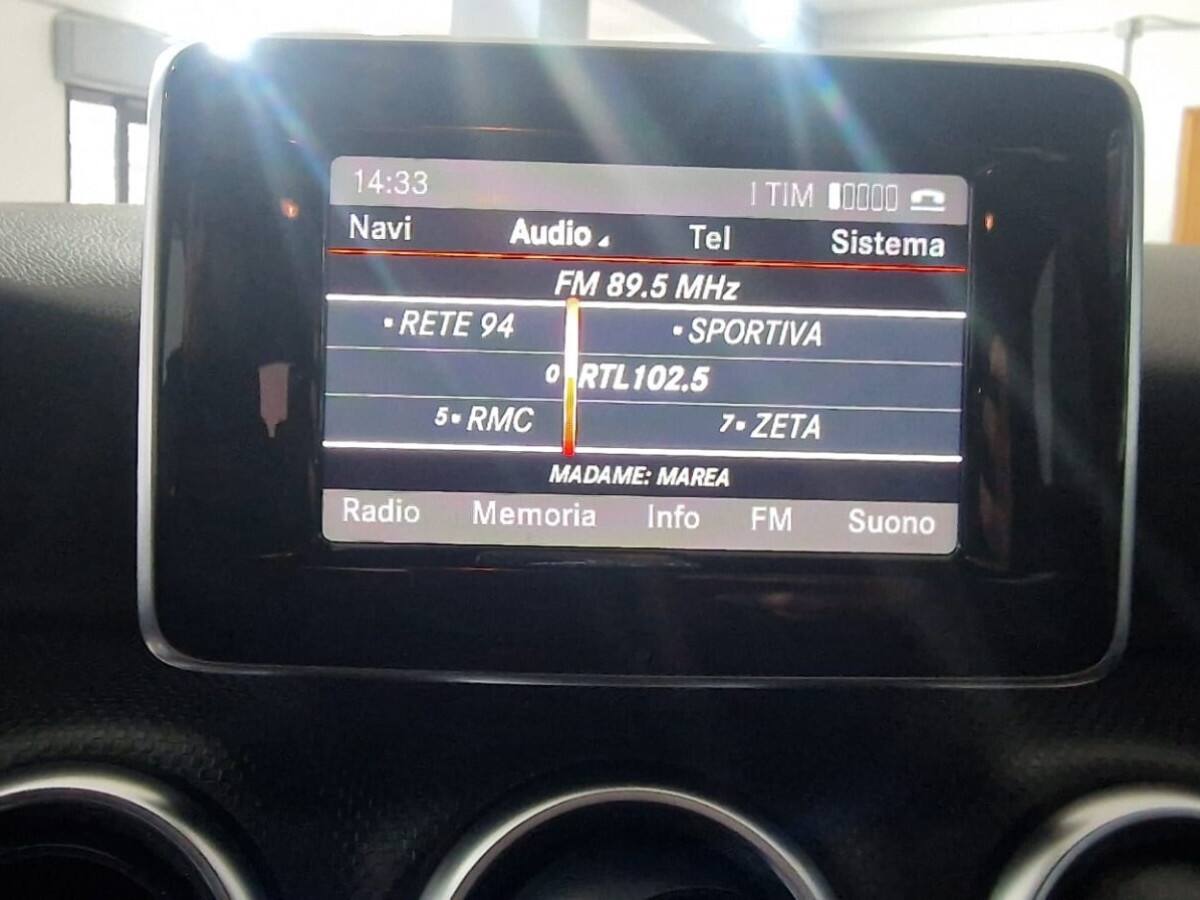 14:33 I TIM
Navi Audio Tel Sistema
FM 89.5 MHz
RETE 94 SPORTIVA
0 RTL102.5
5 RMC 7 ZETA
MADAME: MAREA
Radio Memoria Info FM Suono